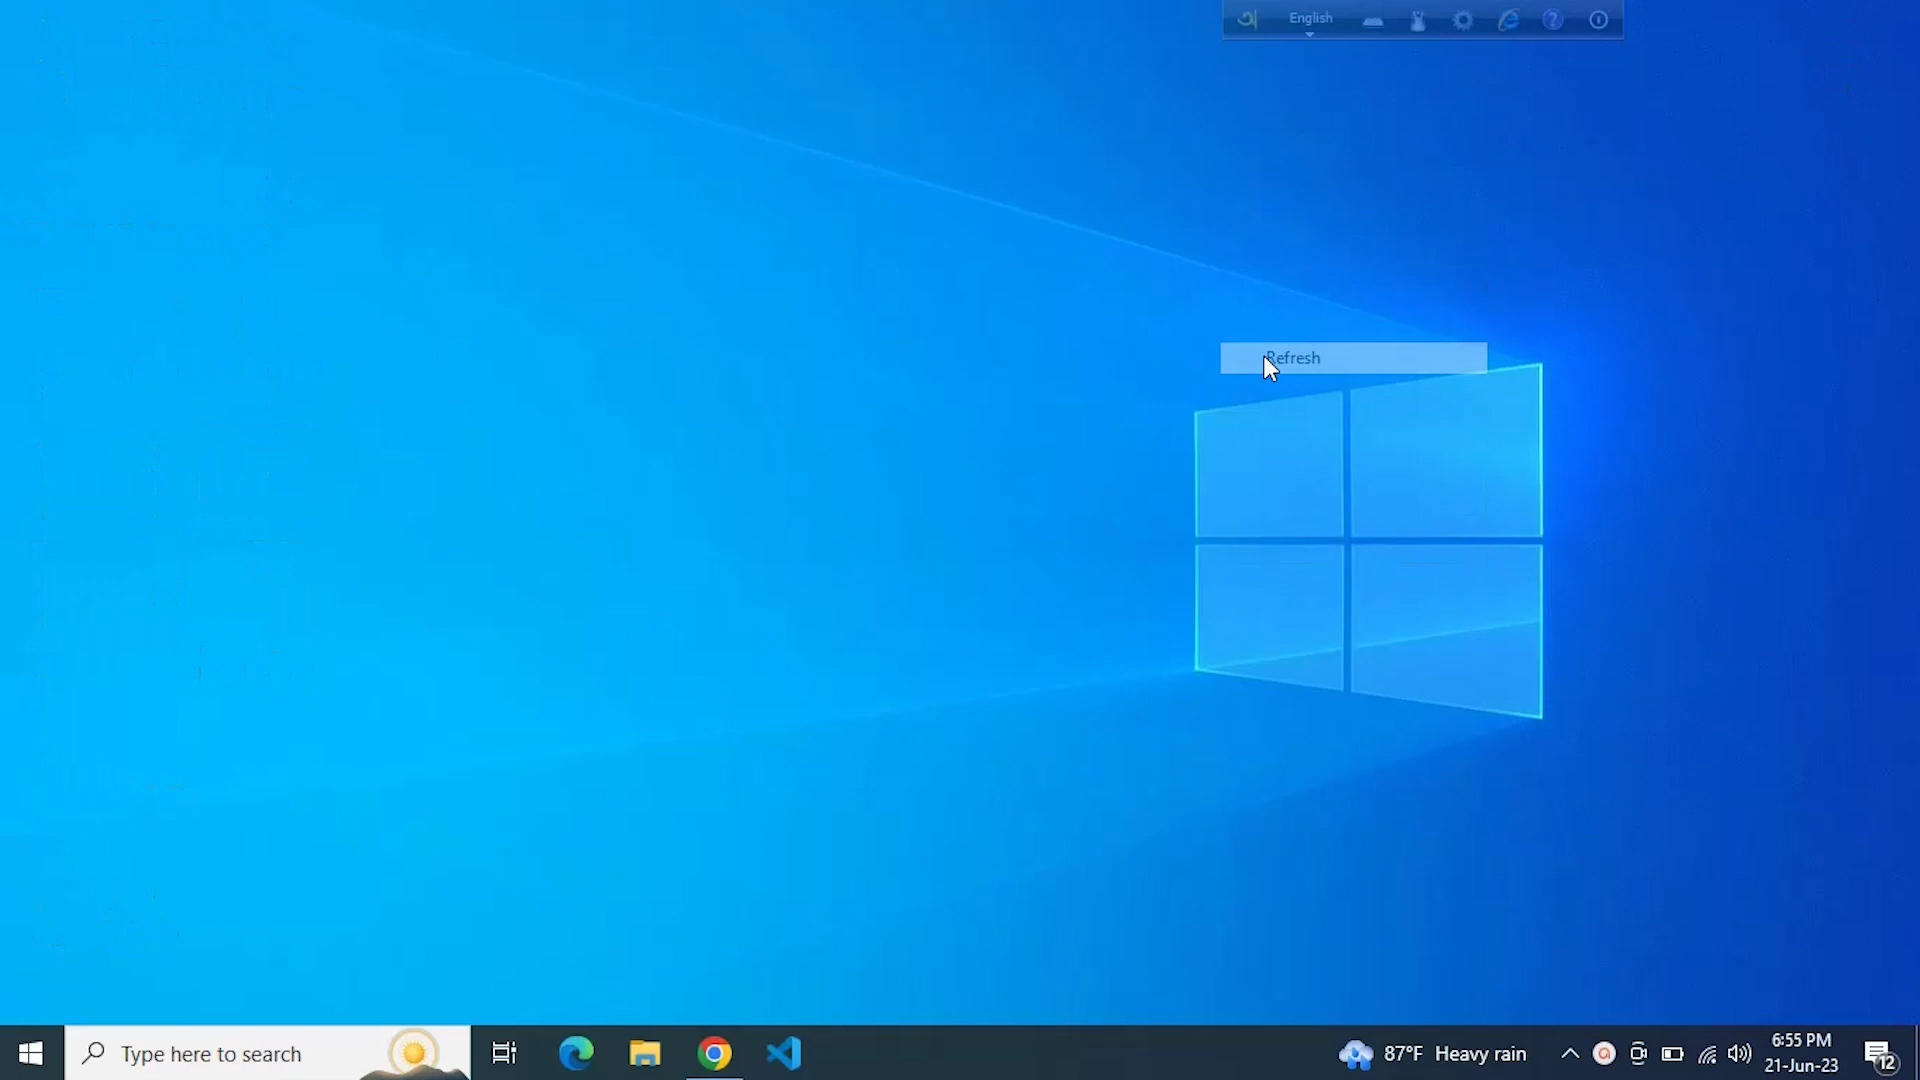 অ English
?
Refresh
Type here to search
87°F Heavy rain
6:55 PM
21-Jun-23
12